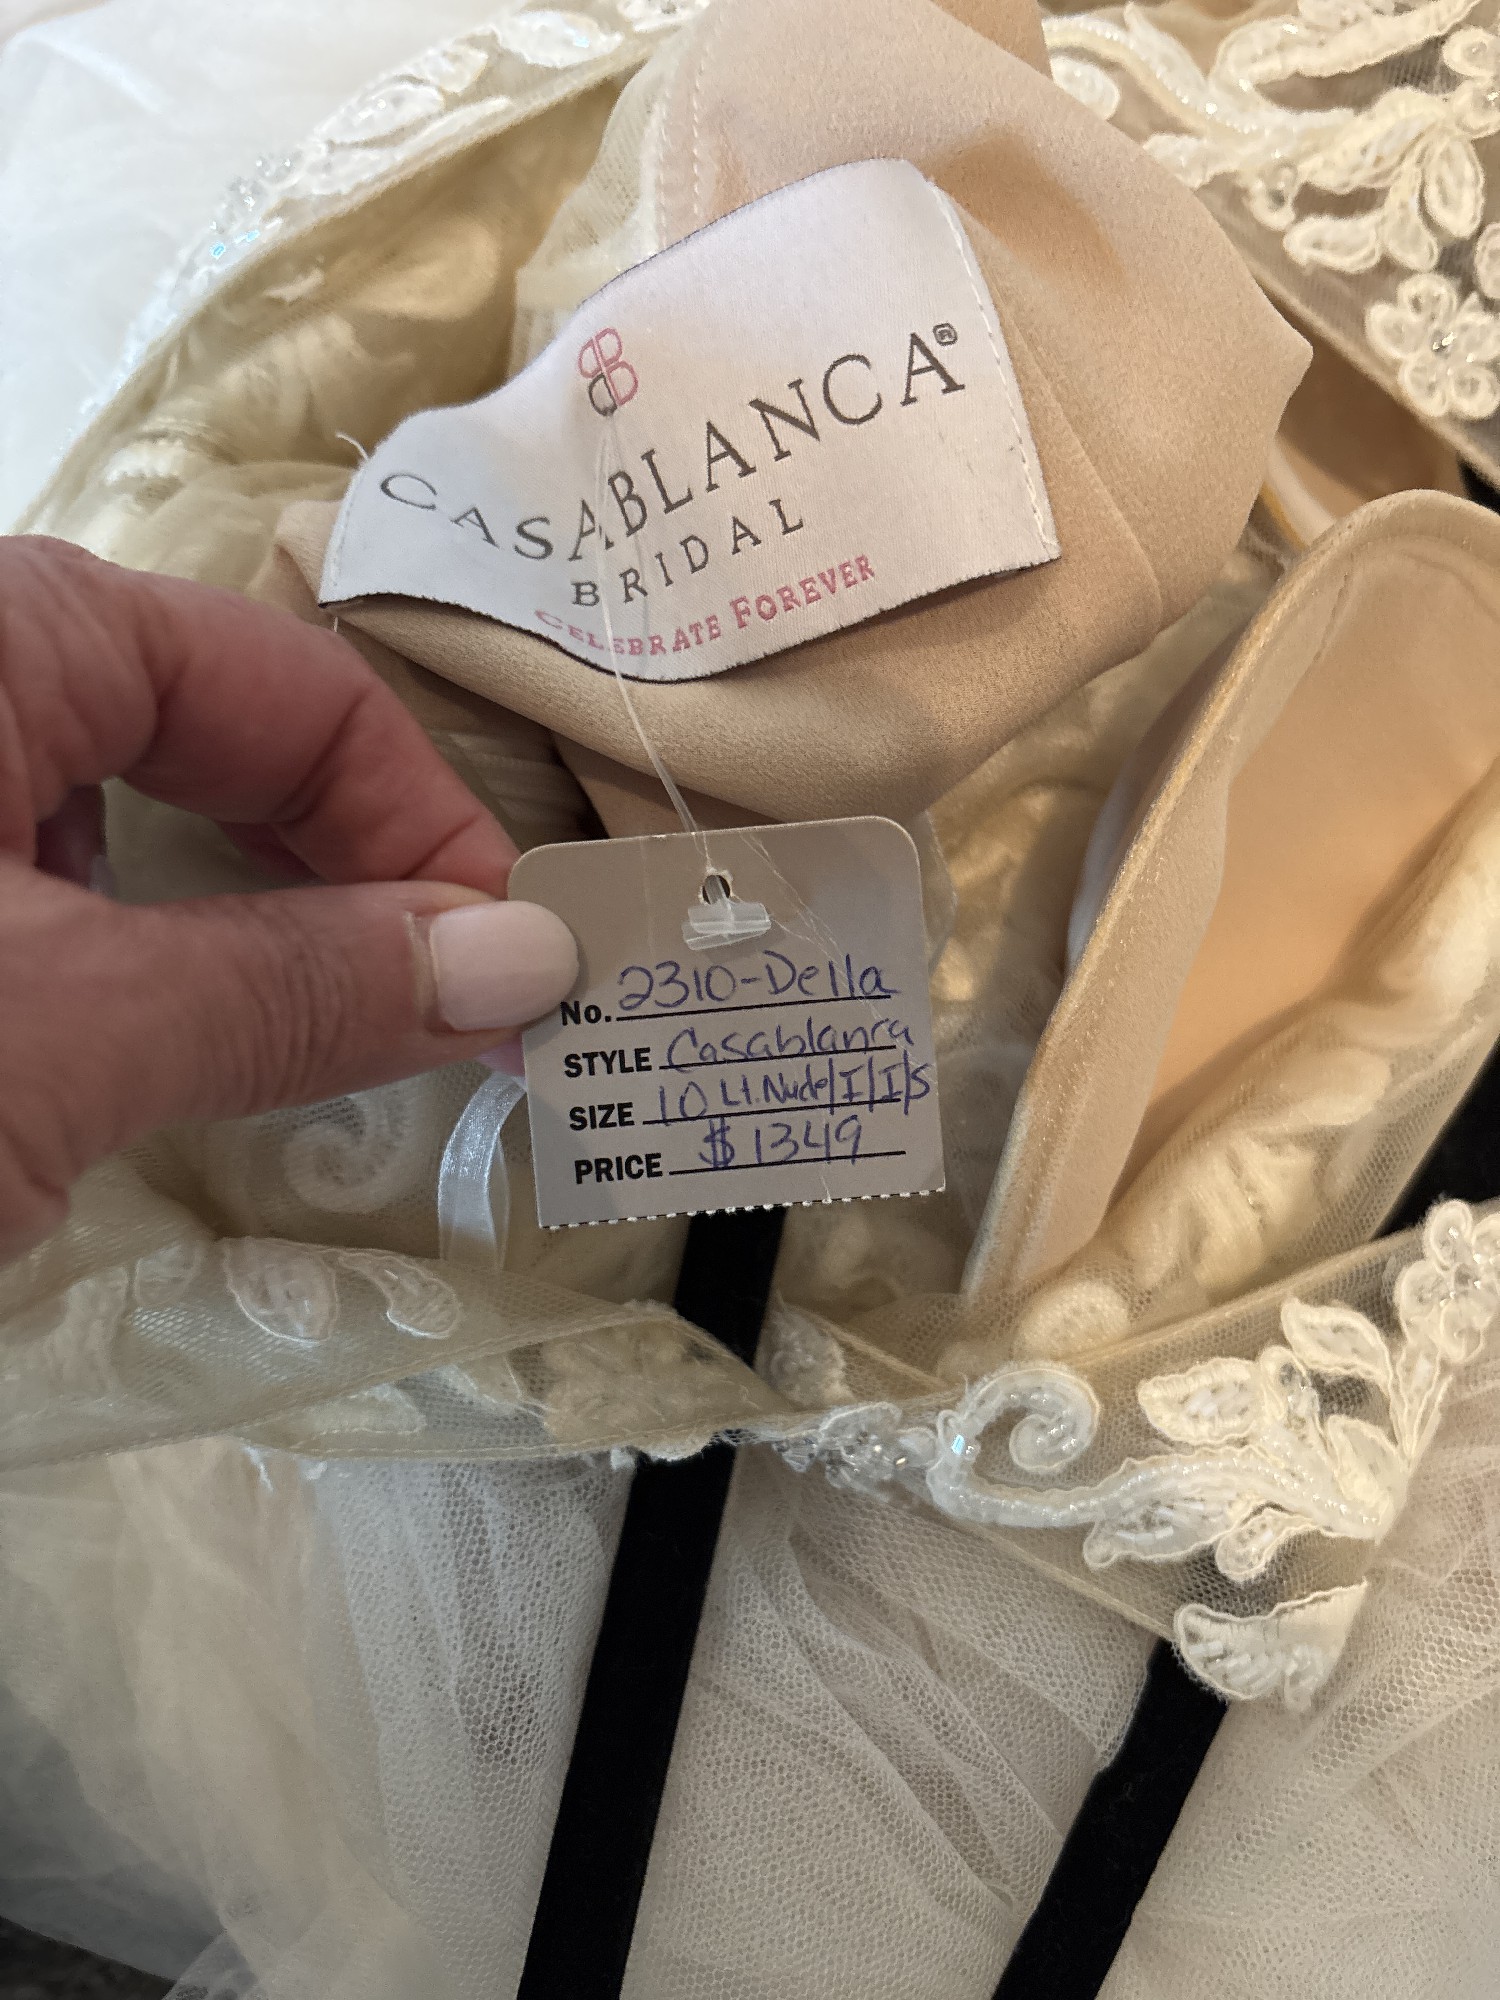 CASABLANCA®
BRIDAL
CELEBRATE FOREVER
No. 2310-Della
STYLE Casablanca
SIZE 10 Lt. Nude/I/I/S
PRICE $1349